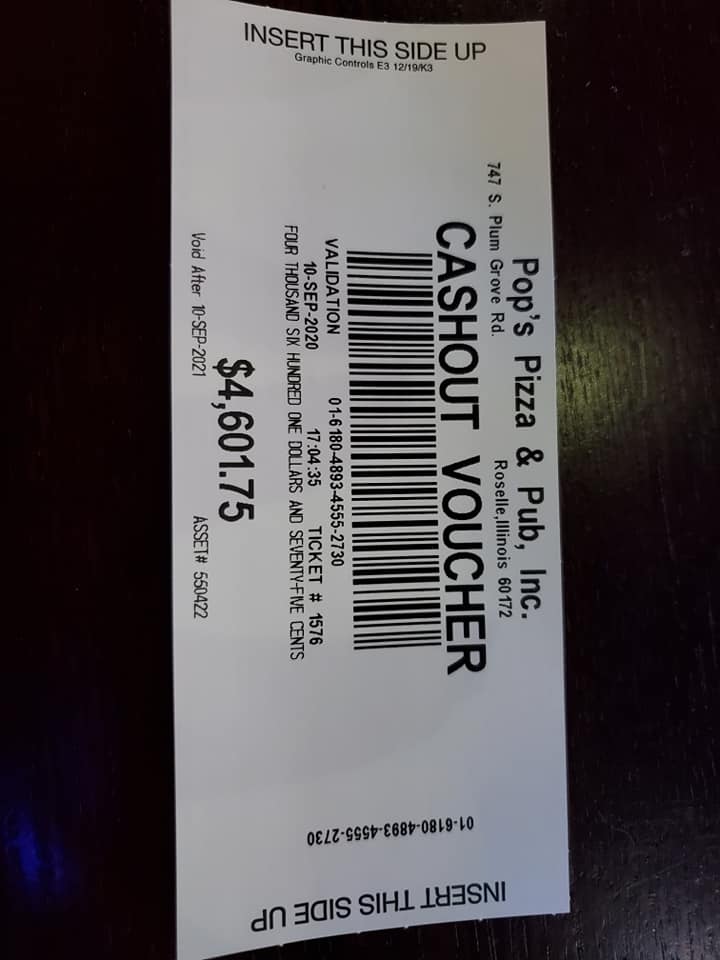 INSERT THIS SIDE UP
Graphic Controls E3 12/19/K3
Pop's Pizza & Pub, Inc.
747 S. Plum Grove Rd. Roselle,Illinois 60172
CASHOUT VOUCHER
VALIDATION 01-6180-4893-4555-2730
10-SEP-2020 17:04:35 TICKET # 1576
FOUR THOUSAND SIX HUNDRED ONE DOLLARS AND SEVENTY-FIVE CENTS
$4,601.75
Void After 10-SEP-2021 ASSET# 550422
01-6180-4893-4555-2730
INSERT THIS SIDE UP